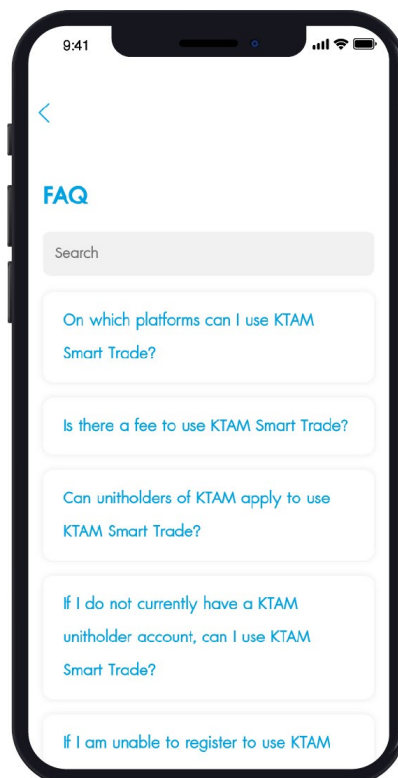 9:41
FAQ
Search
On which platforms can I use KTAM
Smart Trade?
Is there a fee to use KTAM Smart Trade?
Can unitholders of KTAM apply to use
KTAM Smart Trade?
If I do not currently have a KTAM
unitholder account, can I use KTAM
Smart Trade?
If I am unable to register to use KTAM